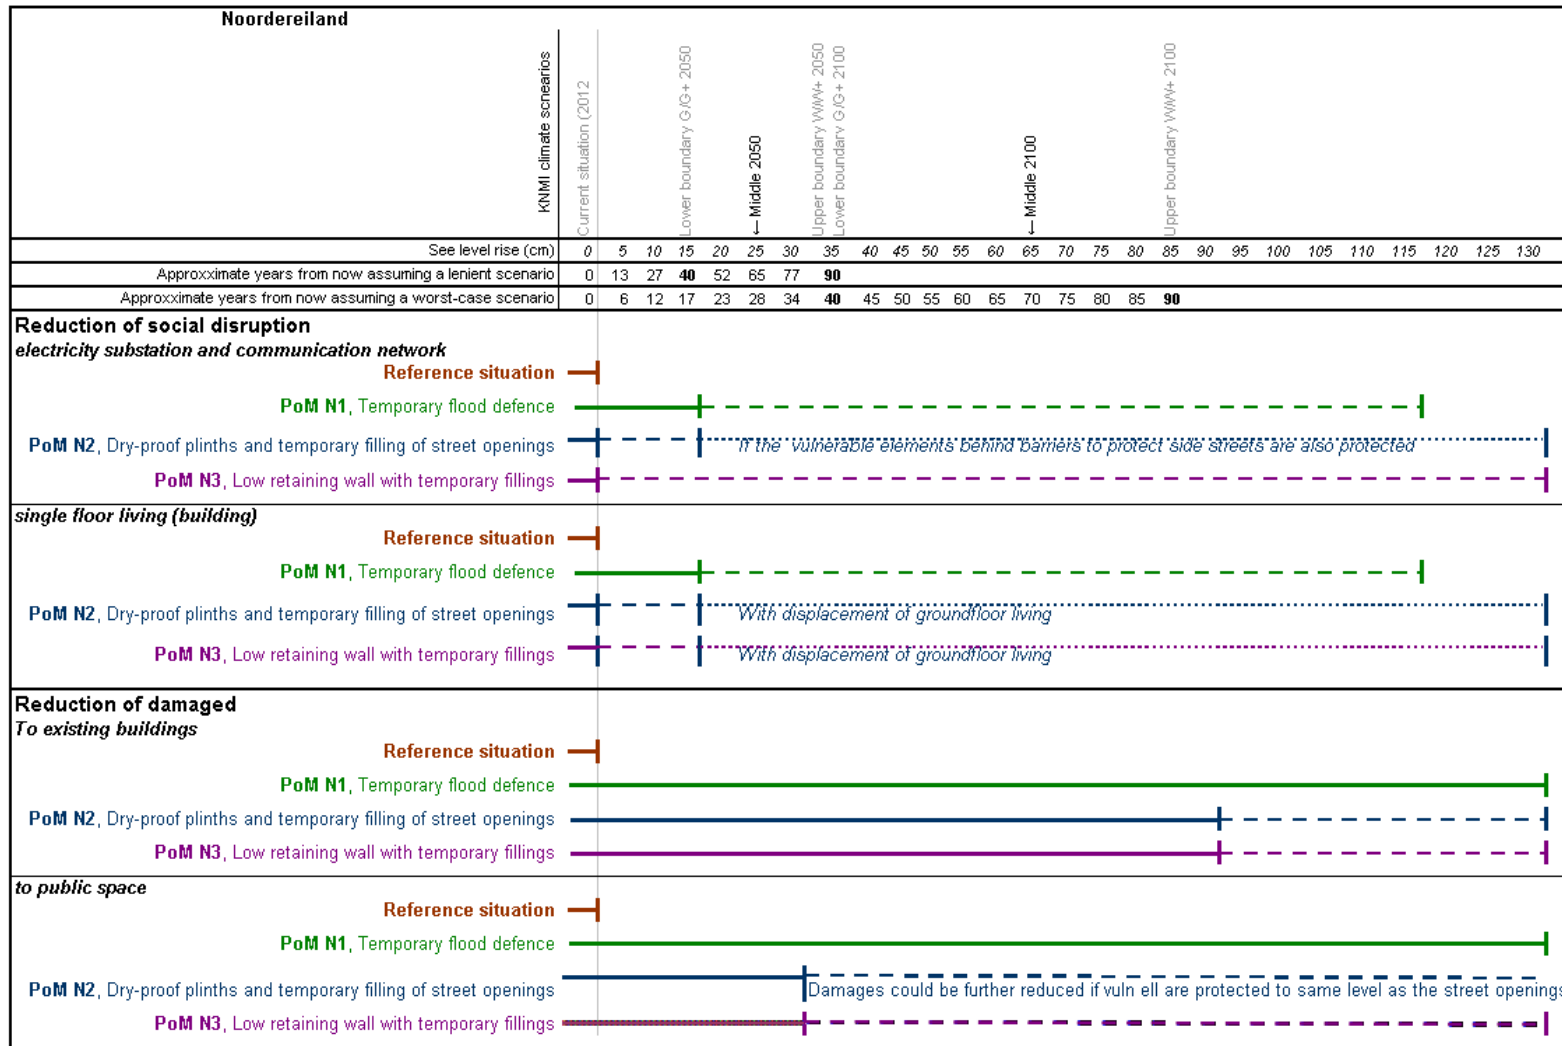 Noordereiland
KNMI climate scnearios
Current situation (2012
Lower boundary G/G+ 2050
←Middle 2050
Upper boundary W/W+ 2050
Lower boundary G/G+ 2100
←Middle 2100
Upper boundary W/W+ 2100
See level rise (cm) 0 5 10 15 20 25 30 35 40 45 50 55 60 65 70 75 80 85 90 95 100 105 110 115 120 130
Approxximate years from now assuming a lenient scenario 0 13 27 40 52 65 77 90
Approxximate years from now assuming a worst-case scenario 0 6 12 17 23 28 34 40 45 50 55 60 65 70 75 80 85 90
Reduction of social disruption
electricity substation and communication network
Reference situation
PoM N1, Temporary flood defence
PoM N2, Dry-proof plinths and temporary filling of street openings If the vulnerable elements behind barriers to protect side streets are also protected
PoM N3, Low retaining wall with temporary fillings
single floor living (building)
Reference situation
PoM N1, Temporary flood defence
PoM N2, Dry-proof plinths and temporary filling of street openings With displacement of groundfloor living
PoM N3, Low retaining wall with temporary fillings With displacement of groundfloor living
Reduction of damaged
To existing buildings
Reference situation
PoM N1, Temporary flood defence
PoM N2, Dry-proof plinths and temporary filling of street openings
PoM N3, Low retaining wall with temporary fillings
to public space
Reference situation
PoM N1, Temporary flood defence
PoM N2, Dry-proof plinths and temporary filling of street openings Damages could be further reduced if vuln ell are protected to same level as the street openings
PoM N3, Low retaining wall with temporary fillings